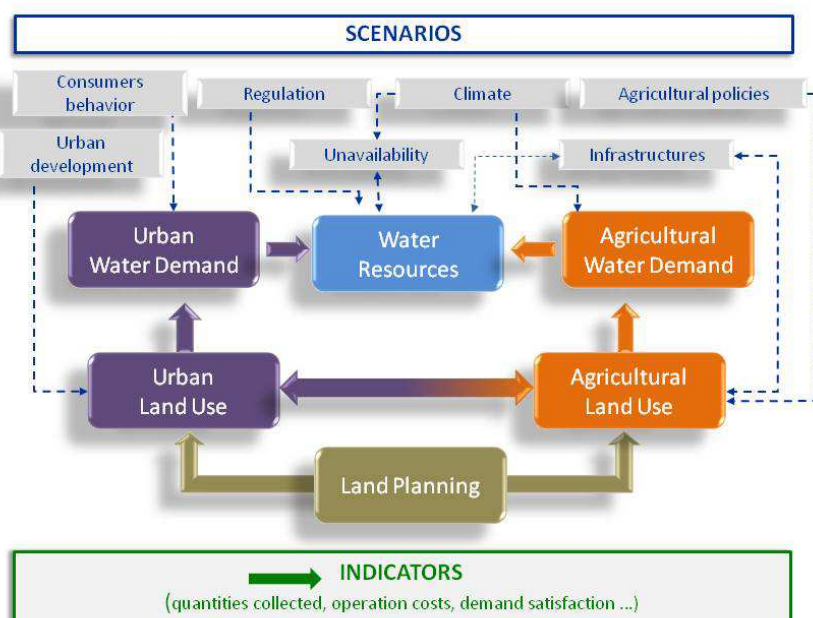 SCENARIOS
Consumers
behavior
Regulation
Climate
Agricultural policies
Urban
development
Unavailability
Infrastructures
Urban
Water Demand
Water
Resources
Agricultural
Water Demand
Urban
Land Use
Agricultural
Land Use
Land Planning
INDICATORS
(quantities collected, operation costs, demand satisfaction ...)